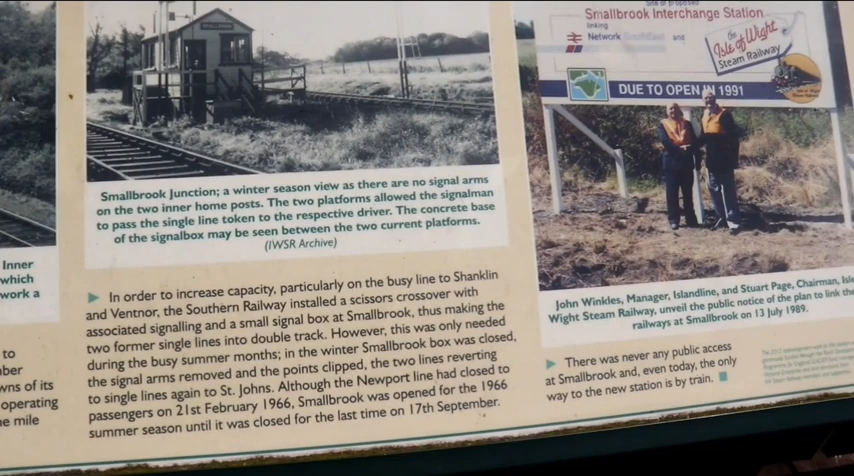 Inner
which
work a
to
mber
wns of its
operating
ne mile
Smallbrook Junction; a winter season view as there are no signal arms
on the two inner home posts. The two platforms allowed the signalman
to pass the single line token to the respective driver. The concrete base
of the signalbox may be seen between the two current platforms.
(IWSR Archive)
▶ In order to increase capacity, particularly on the busy line to Shanklin
and Ventnor, the Southern Railway installed a scissors crossover with
associated signalling and a small signal box at Smallbrook, thus making the
two former single lines into double track. However, this was only needed
during the busy summer months; in the winter Smallbrook box was closed,
the signal arms removed and the points clipped, the two lines reverting
to single lines again to St. Johns. Although the Newport line had closed to
passengers on 21st February 1966, Smallbrook was opened for the 1966
summer season until it was closed for the last time on 17th September.
Site of proposed
Smallbrook Interchange Station
linking
Network and
the
Isle of Wight
Steam Railway
DUE TO OPEN IN 1991
John Winkles, Manager, Islandline, and Stuart Page, Chairman, Isle
Wight Steam Railway, unveil the public notice of the plan to link the
railways at Smallbrook on 13 July 1989.
▶ There was never any public access
at Smallbrook and, even today, the only
way to the new station is by train.